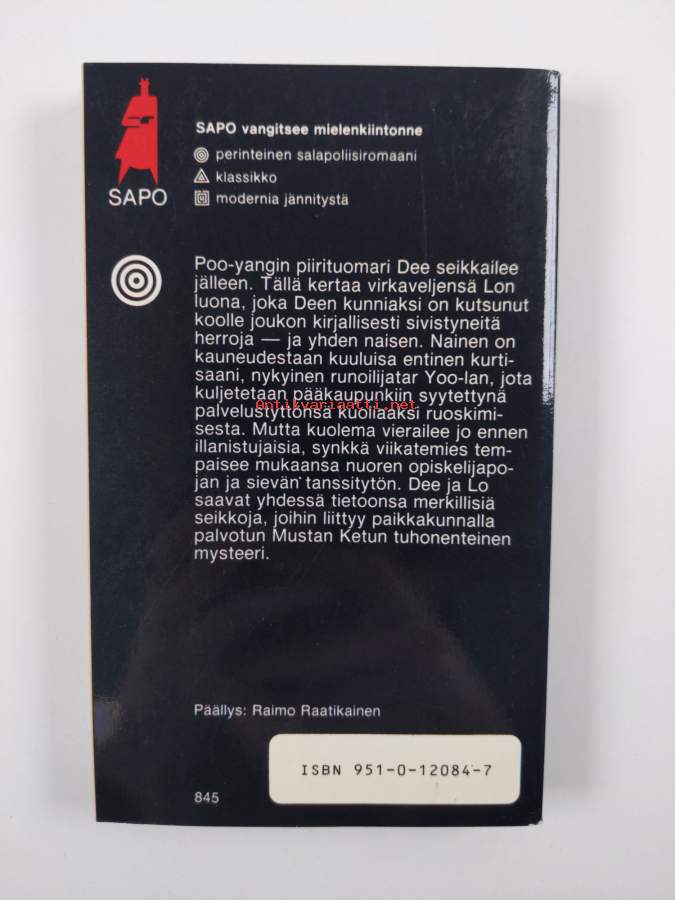 SAPO vangitsee mielenkiintonne
perinteinen salapoliisiromaani
klassikko
modernia jännitystä
SAPO
Poo-yangin piirituomari Dee seikkailee
jälleen. Tällä kertaa virkaveljensä Lon
luona, joka Deen kunniaksi on kutsunut
koolle joukon kirjallisesti sivistyneitä
herroja — ja yhden naisen. Nainen on
kauneudestaan kuuluisa entinen kurti-
saani, nykyinen runoilijatar Yoo-lan, jota
kuljetetaan pääkaupunkiin syytettynä
Antikvariaatti.net
palvelustyttönsä kuoliaaksi ruoskimi-
sesta. Mutta kuolema vierailee jo ennen
illanistujaisia, synkkä viikatemies tem-
paisee mukaansa nuoren opiskelijapo-
jan ja sievän tanssitytön. Dee ja Lo
saavat yhdessä tietoonsa merkillisiä
seikkoja, joihin liittyy paikkakunnalla
palvotun Mustan Ketun tuhonenteinen
mysteeri.
Päällys: Raimo Raatikainen
ISBN 951-0-12084-7
845